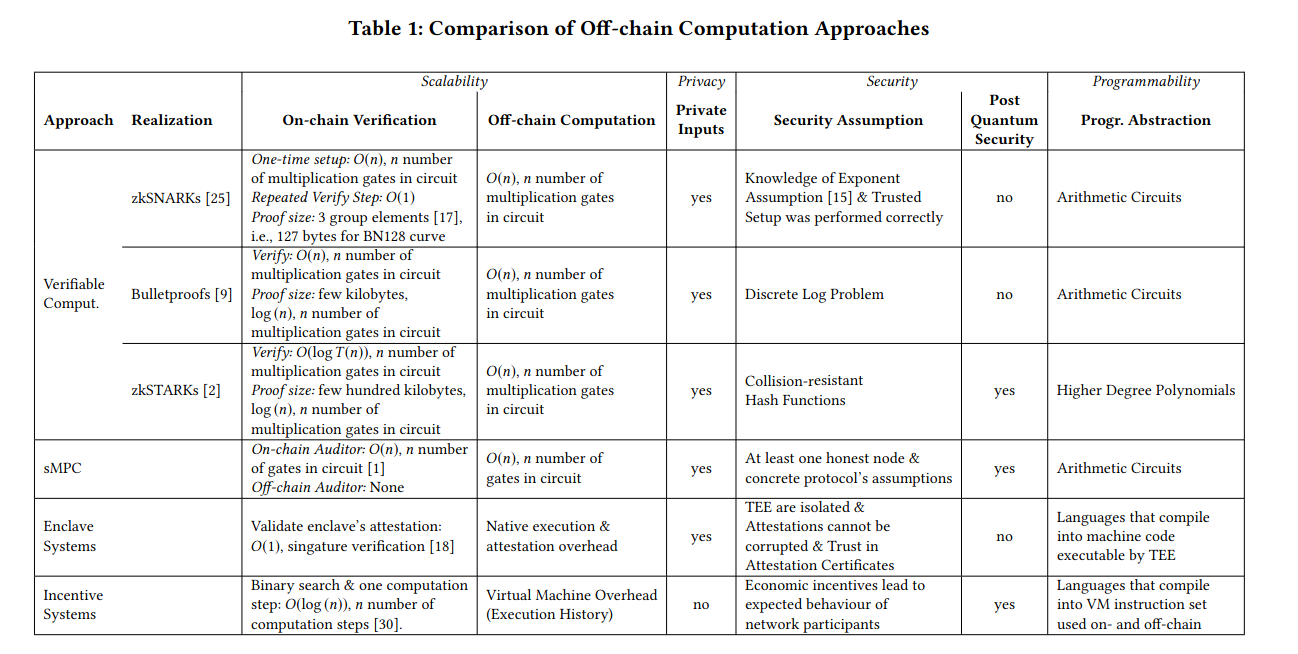 Table 1: Comparison of Off-chain Computation Approaches
Scalability Privacy Security Programmability
Approach Realization On-chain Verification Off-chain Computation Private Inputs Security Assumption Post Quantum Security Progr. Abstraction
Verifiable
Comput.
zkSNARKs [25]
One-time setup: O(n), n number
of multiplication gates in circuit
Repeated Verify Step: O(1)
Proof size: 3 group elements [17],
i.e., 127 bytes for BN128 curve
O(n), n number of
multiplication gates
in circuit
yes
Knowledge of Exponent
Assumption [15] & Trusted
Setup was performed correctly
no
Arithmetic Circuits
Bulletproofs [9]
Verify: O(n), n number of
multiplication gates in circuit
Proof size: few kilobytes,
log (n), n number of
multiplication gates in circuit
O(n), n number of
multiplication gates
in circuit
yes
Discrete Log Problem
no
Arithmetic Circuits
zkSTARKs [2]
Verify: O(log T(n)), n number of
multiplication gates in circuit
Proof size: few hundred kilobytes,
log (n), n number of
multiplication gates in circuit
O(n), n number of
multiplication gates
in circuit
yes
Collision-resistant
Hash Functions
yes
Higher Degree Polynomials
sMPC
On-chain Auditor: O(n), n number
of gates in circuit [1]
Off-chain Auditor: None
O(n), n number of
gates in circuit
yes
At least one honest node &
concrete protocol's assumptions
yes
Arithmetic Circuits
Enclave
Systems
Validate enclave's attestation:
O(1), singature verification [18]
Native execution &
attestation overhead
yes
TEE are isolated &
Attestations cannot be
corrupted & Trust in
Attestation Certificates
no
Languages that compile
into machine code
executable by TEE
Incentive
Systems
Binary search & one computation
step: O(log (n)), n number of
computation steps [30].
Virtual Machine Overhead
(Execution History)
no
Economic incentives lead to
expected behaviour of
network participants
yes
Languages that compile
into VM instruction set
used on- and off-chain